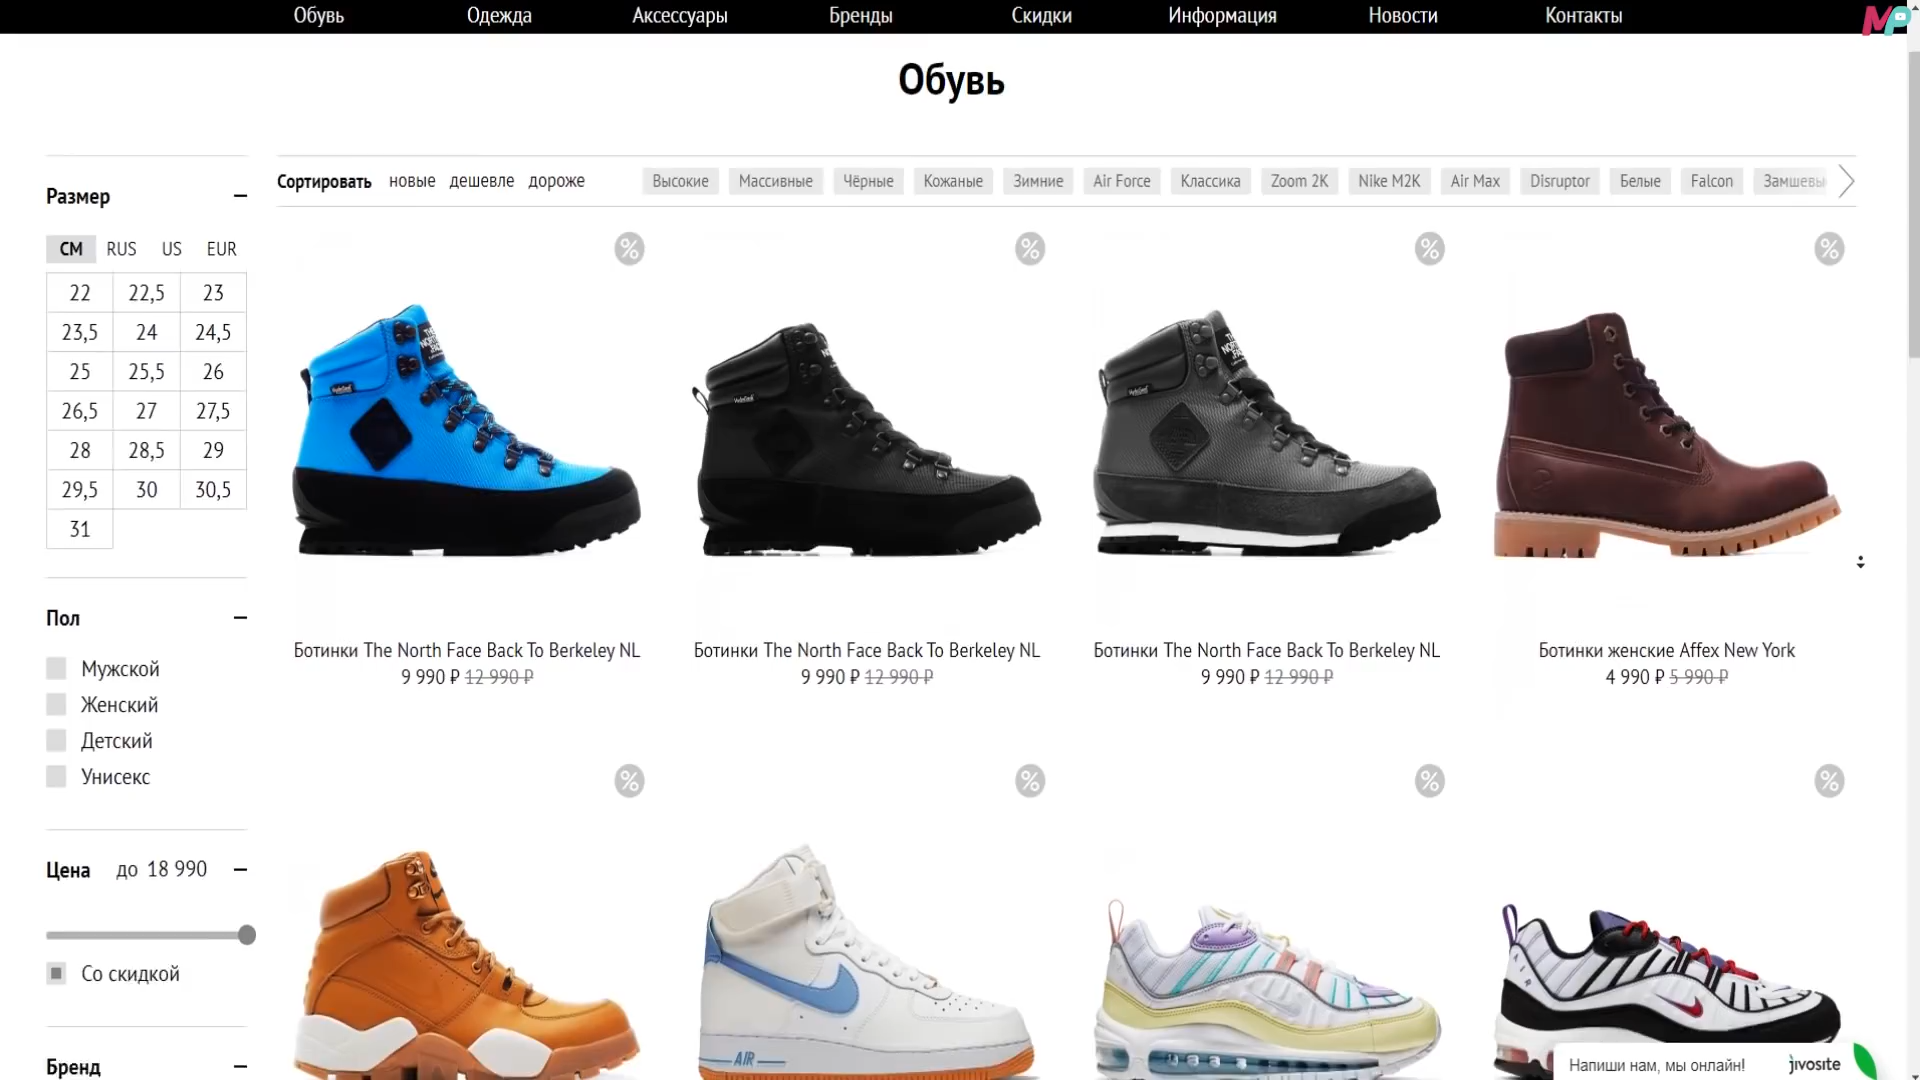 Обувь Одежда Аксессуары Бренды Скидки Информация Новости Контакты
MP
Обувь
Размер
СМ RUS US EUR
22 22,5 23
23,5 24 24,5
25 25,5 26
26,5 27 27,5
28 28,5 29
29,5 30 30,5
31
Пол
Мужской
Женский
Детский
Унисекс
Цена до 18 990
Со скидкой
Бренд
Сортировать новые дешевле дороже
Высокие Массивные Чёрные Кожаные Зимние Air Force Классика Zoom 2K Nike M2K Air Max Disruptor Белые Falcon Замшевы
% % % %
Ботинки The North Face Back To Berkeley NL
9 990 ₽ 12 990 ₽
Ботинки The North Face Back To Berkeley NL
9 990 ₽ 12 990 ₽
Ботинки The North Face Back To Berkeley NL
9 990 ₽ 12 990 ₽
Ботинки женские Affex New York
4 990 ₽ 5 990 ₽
% % % %
AIR
Напиши нам, мы онлайн! jivosite